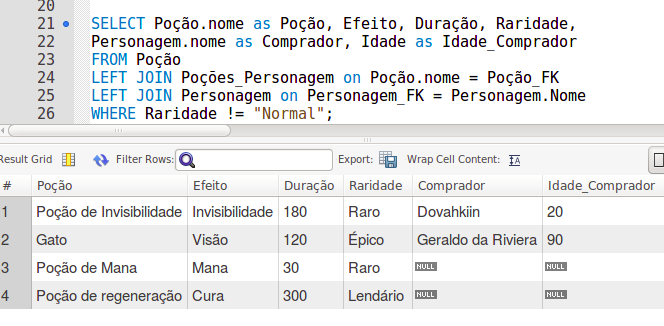 20
21 SELECT Poção.nome as Poção, Efeito, Duração, Raridade,
22 Personagem.nome as Comprador, Idade as Idade_Comprador
23 FROM Poção
24 LEFT JOIN Poções_Personagem on Poção.nome = Poção_FK
25 LEFT JOIN Personagem on Personagem_FK = Personagem.Nome
26 WHERE Raridade != "Normal";
Result Grid Filter Rows: Export: Wrap Cell Content: IA
# Poção Efeito Duração Raridade Comprador Idade_Comprador
1 Poção de Invisibilidade Invisibilidade 180 Raro Dovahkiin 20
2 Gato Visão 120 Épico Geraldo da Riviera 90
3 Poção de Mana Mana 30 Raro NULL NULL
4 Poção de regeneração Cura 300 Lendário NULL NULL